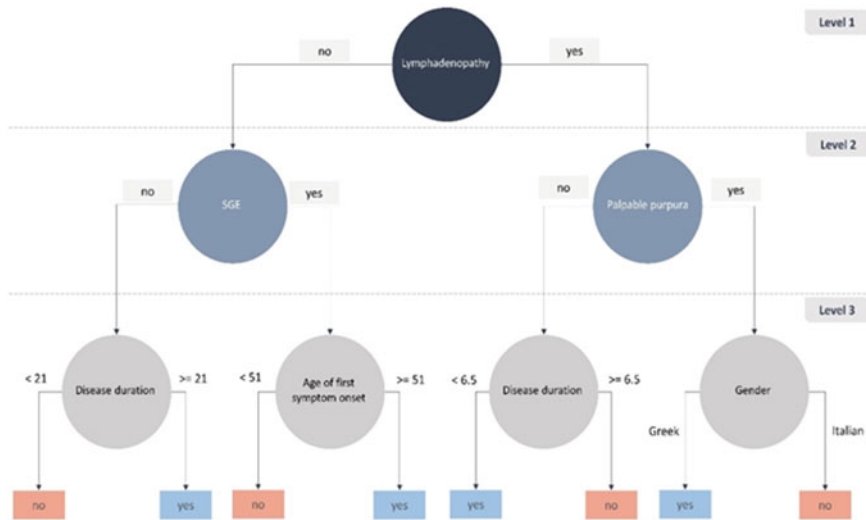 Level 1
no
Lymphadenopathy
yes
Level 2
no
SGE
yes
no
Palpable purpura
yes
Level 3
< 21
Disease duration
>= 21
< 51
Age of first
symptom onset
>= 51
< 6.5
Disease duration
>= 6.5
Gender
Greek
Italian
no
yes
no
yes
yes
no
yes
no